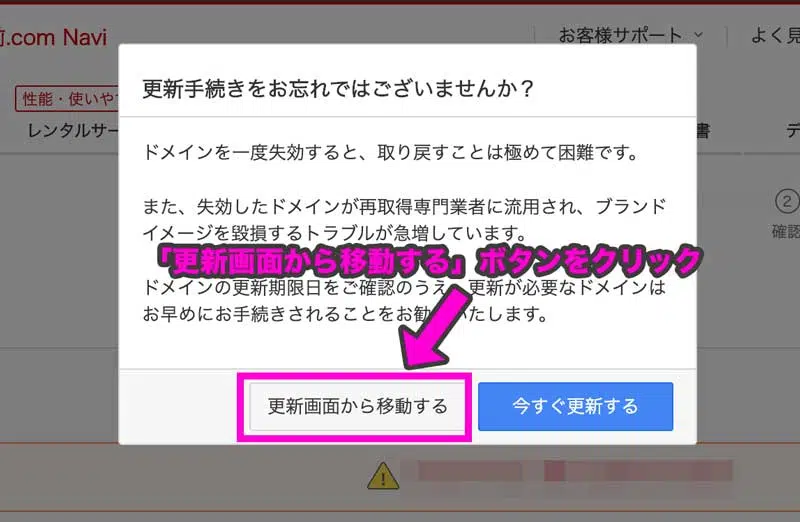 .com Navi
お客様サポート
よく見
性能・使いやす
レンタルサー
書
デ
更新手続きをお忘れではございませんか？
ドメインを一度失効すると、取り戻すことは極めて困難です。
また、失効したドメインが再取得専門業者に流用され、ブランド
イメージを毀損するトラブルが急増しています。
「更新画面から移動する」ボタンをクリック
ドメインの更新期限日をご確認のうえ、更新が必要なドメインは
お早めにお手続きされることをお勧めいたします。
2
確認
更新画面から移動する
今すぐ更新する